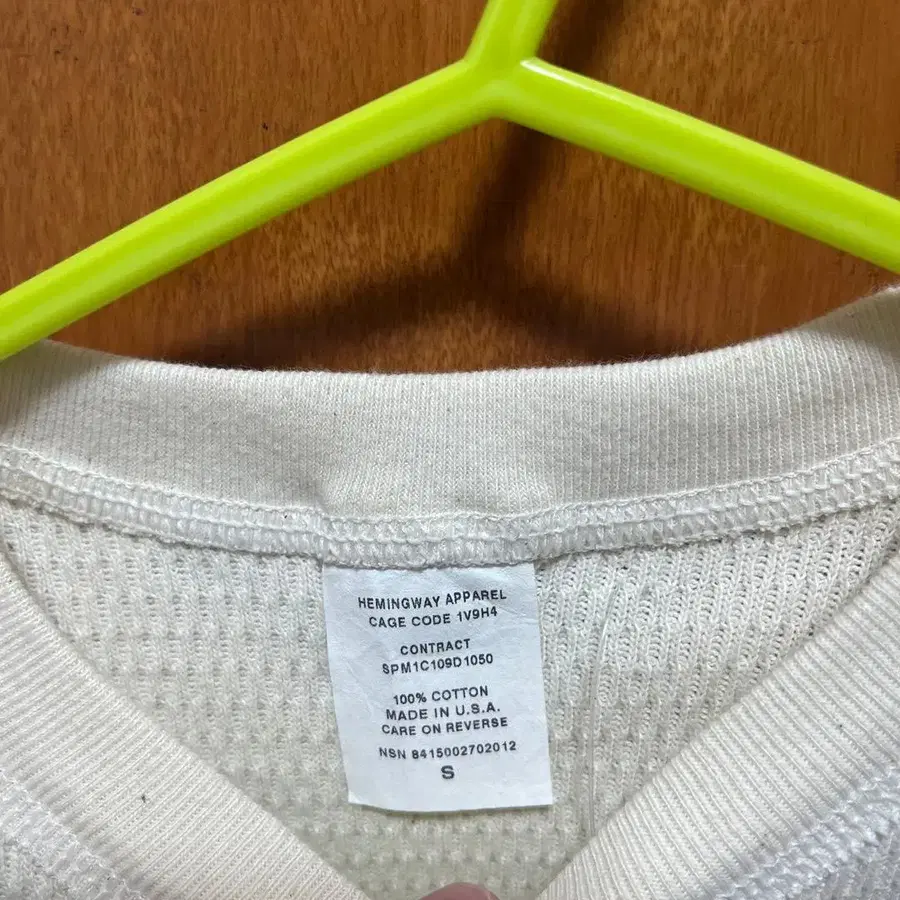 HEMINGWAY APPAREL
CAGE CODE 1V9H4
CONTRACT
SPM1C109D1050
100% COTTON
MADE IN U.S.A.
CARE ON REVERSE
NSN 8415002702012
S